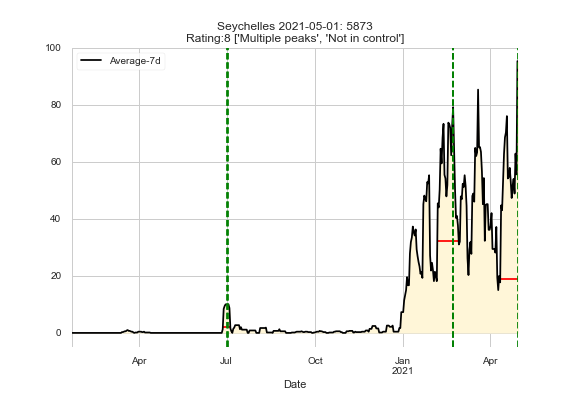 Seychelles 2021-05-01: 5873
Rating:8 ['Multiple peaks', 'Not in control']
Average-7d
100
80
60
40
20
0
Apr
Jul
Oct
Jan
2021
Apr
Date